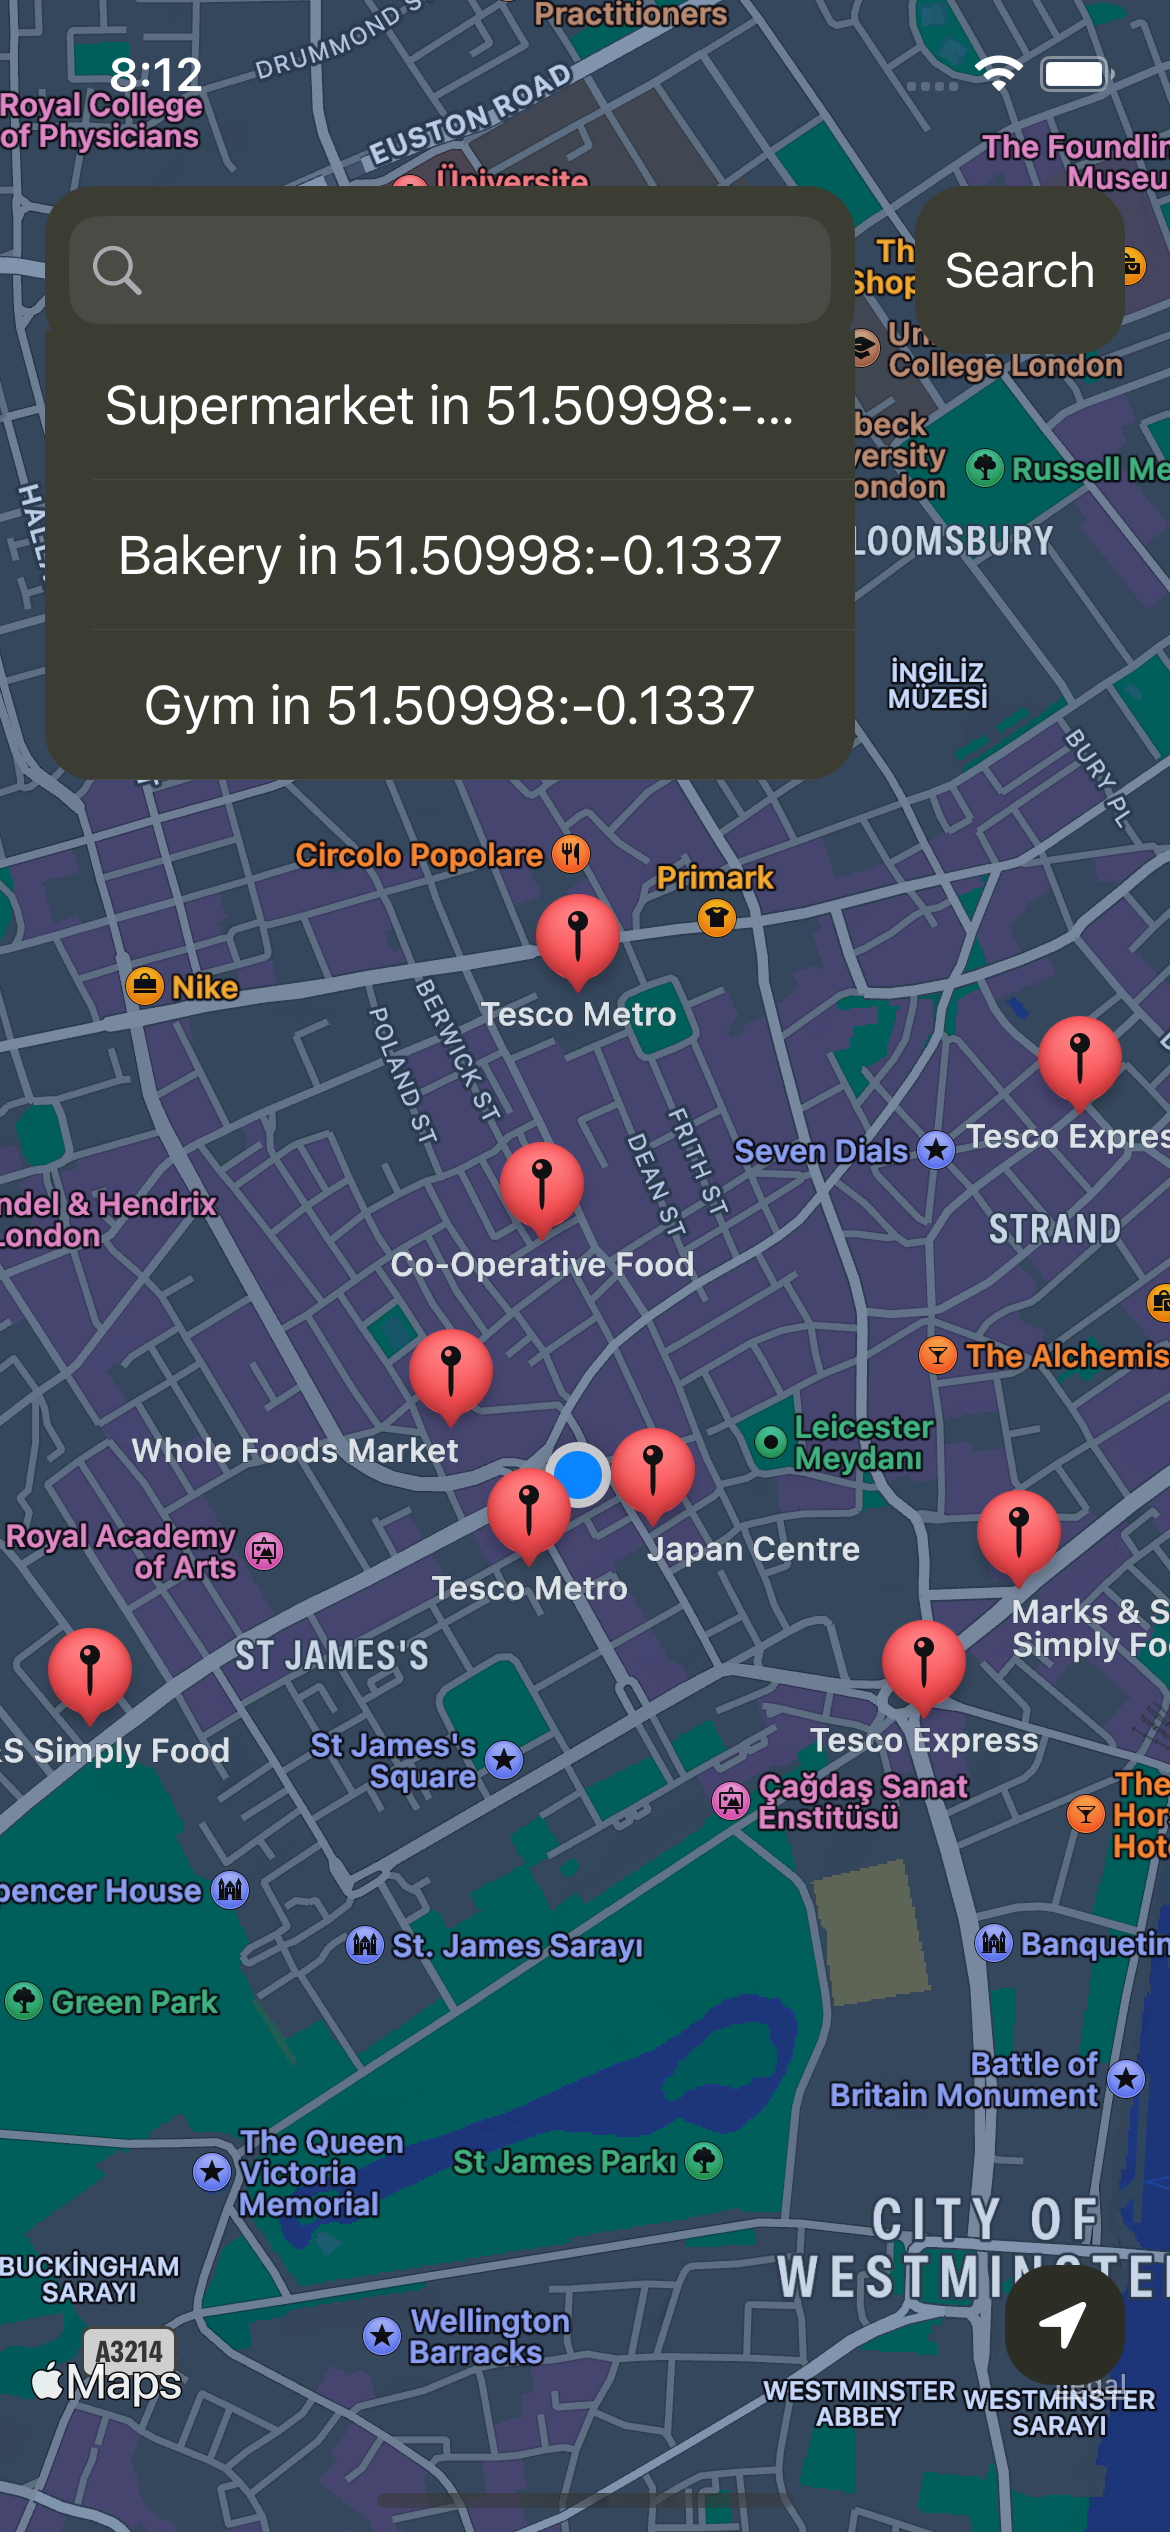 Practitioners
DRUMMOND S
8:12
Royal College
of Physicians
EUSTON ROAD
The Foundlin
Museu
Üniversite
Th
Shop
Search
Un
College London
Supermarket in 51.50998:-...
beck
versity
ondon
Russell Me
LOOMSBURY
Bakery in 51.50998:-0.1337
İNGİLİZ
MÜZESİ
Gym in 51.50998:-0.1337
BURY PL
Circolo Popolare
Primark
Nike
Tesco Metro
BERWICK ST
POLAND ST
Tesco Expres
Seven Dials
FRITH ST
DEAN ST
ndel & Hendrix
London
STRAND
Co-Operative Food
The Alchemis
Leicester
Meydanı
Whole Foods Market
Royal Academy
of Arts
Japan Centre
Tesco Metro
Marks & S
Simply Foo
ST JAMES'S
&S Simply Food
Tesco Express
St James's
Square
Çağdaş Sanat
Enstitüsü
The
Hor
Hote
pencer House
St. James Sarayı
Banquetin
Green Park
Battle of
Britain Monument
The Queen
Victoria
Memorial
St James Parkı
CITY OF
WESTMINSTER
BUCKİNGHAM
SARAYI
Wellington
Barracks
A3214
Maps
Legal
WESTMINSTER
ABBEY
WESTMİNSTER
SARAYI